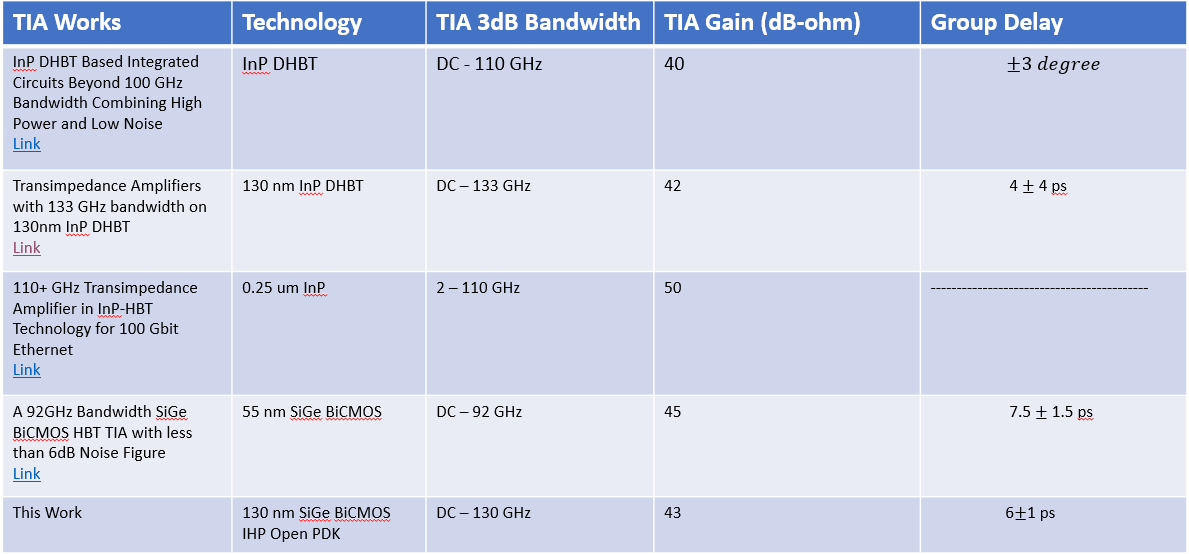 TIA Works Technology TIA 3dB Bandwidth TIA Gain (dB-ohm) Group Delay
InP DHBT Based Integrated
Circuits Beyond 100 GHz
Bandwidth Combining High
Power and Low Noise
Link
InP DHBT
DC - 110 GHz
40
±3 degree
Transimpedance Amplifiers
with 133 GHz bandwidth on
130nm InP DHBT
Link
130 nm InP DHBT
DC – 133 GHz
42
4 ± 4 ps
110+ GHz Transimpedance
Amplifier in InP-HBT
Technology for 100 Gbit
Ethernet
Link
0.25 um InP
2 – 110 GHz
50
------------------------------------------
A 92GHz Bandwidth SiGe
BiCMOS HBT TIA with less
than 6dB Noise Figure
Link
55 nm SiGe BiCMOS
DC – 92 GHz
45
7.5 ± 1.5 ps
This Work
130 nm SiGe BiCMOS
IHP Open PDK
DC – 130 GHz
43
6±1 ps